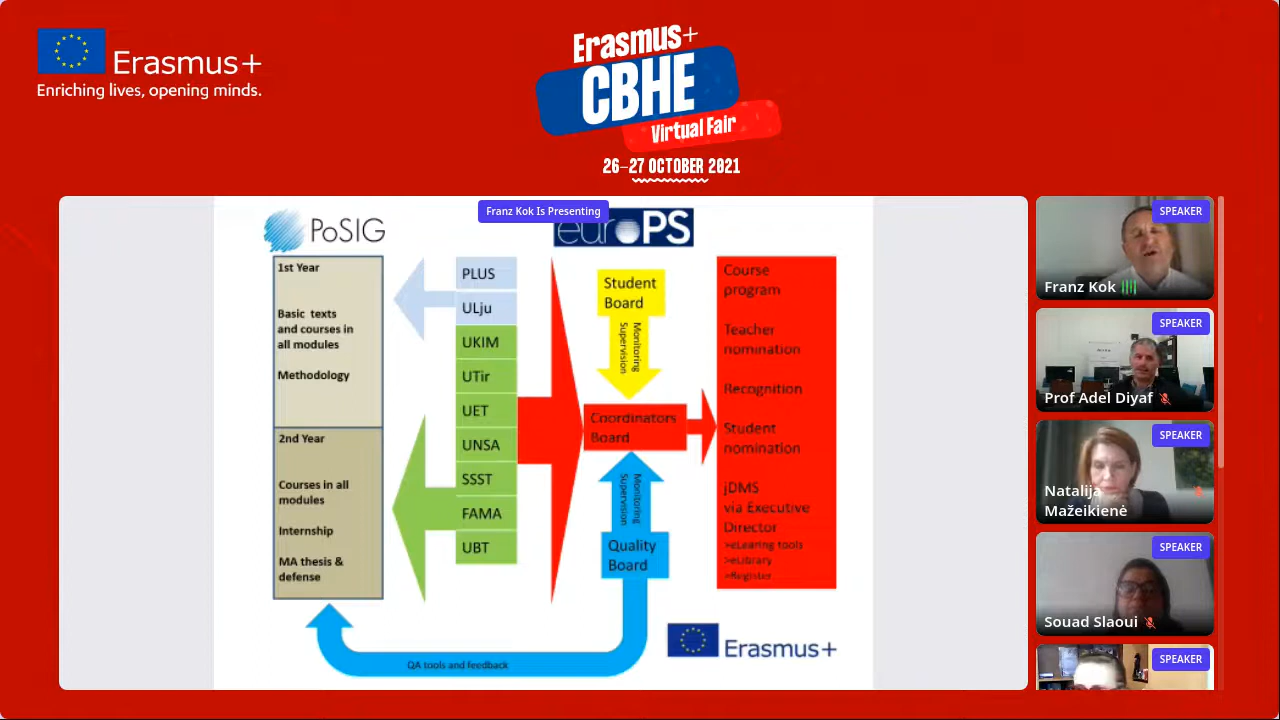 Erasmus+
Enriching lives, opening minds.
Erasmus+
CBHE
Virtual Fair
26–27 OCTOBER 2021
Franz Kok Is Presenting
PoSIG
euroPS
1st Year
Basic texts
and courses in
all modules
Methodology
2nd Year
Courses in all
modules
Internship
MA thesis &
defense
PLUS
ULju
UKIM
UTir
UET
UNSA
SSST
FAMA
UBT
Student
Board
Monitoring
Supervision
Coordinators
Board
Monitoring
Supervision
Quality
Board
Course
program
Teacher
nomination
Recognition
Student
nomination
jDMS
via Executive
Director
>eLearing tools
>eLibrary
>Register
QA tools and feedback
Erasmus+
SPEAKER
Franz Kok
SPEAKER
Prof Adel Diyaf
SPEAKER
Natalija
Mažeikienė
SPEAKER
Souad Slaoui
SPEAKER